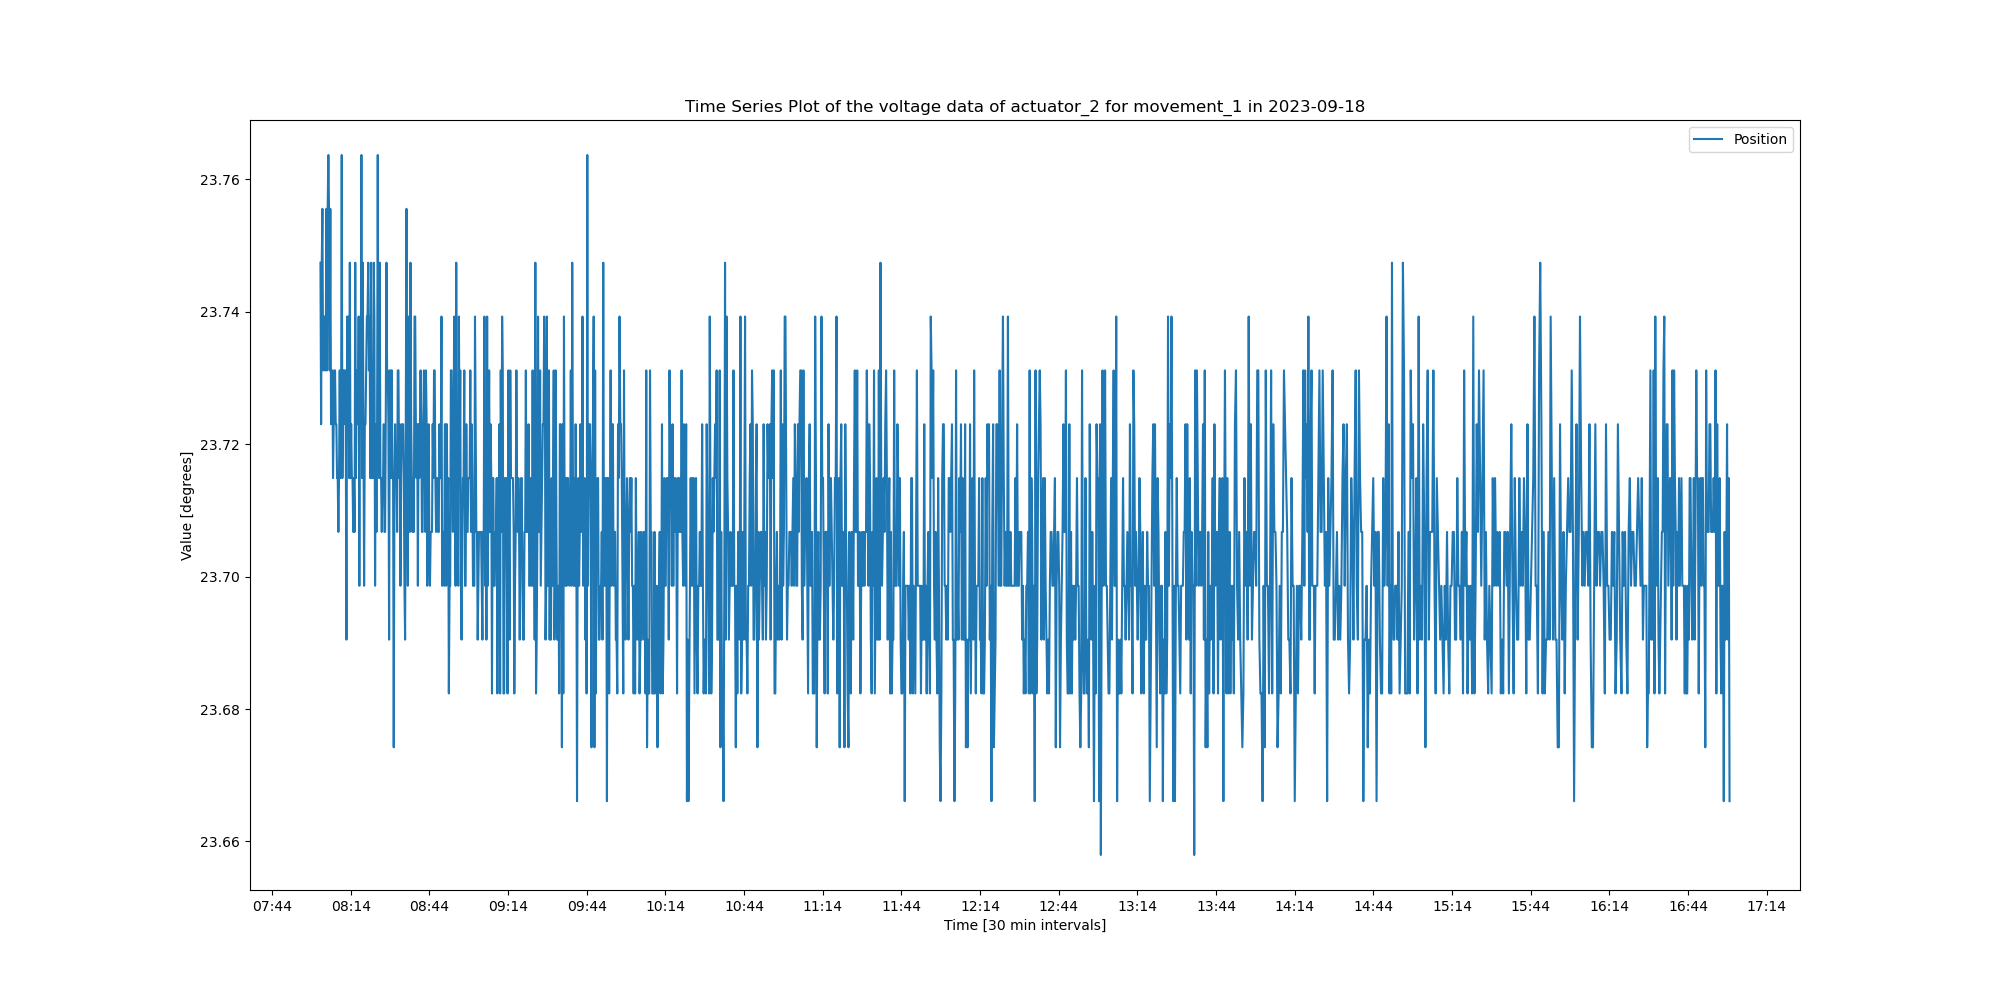 Time Series Plot of the voltage data of actuator_2 for movement_1 in 2023-09-18
Position
Value [degrees]
23.76
23.74
23.72
23.70
23.68
23.66
07:44 08:14 08:44 09:14 09:44 10:14 10:44 11:14 11:44 12:14 12:44 13:14 13:44 14:14 14:44 15:14 15:44 16:14 16:44 17:14
Time [30 min intervals]